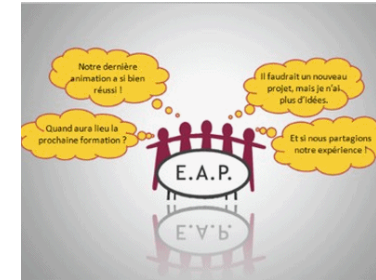 Notre dernière
animation a si bien
réussi !
Il faudrait un nouveau
projet, mais je n'ai
plus d'idées.
Quand aura lieu la
prochaine formation ?
Et si nous partagions
notre expérience !
E.A.P.
E.A.P.